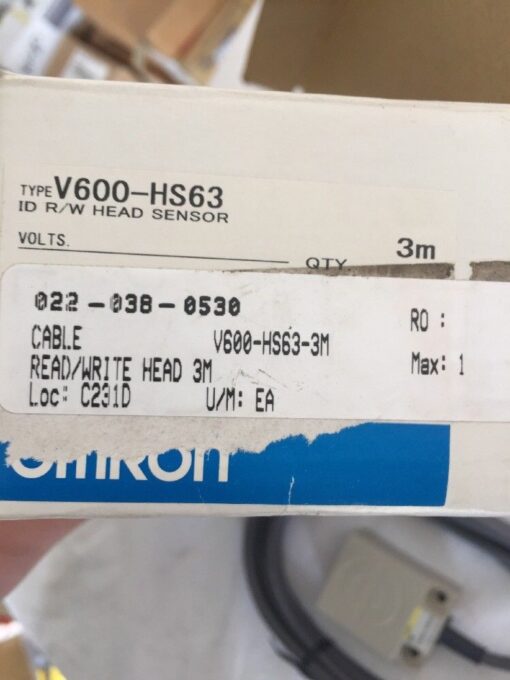 TYPE V600-HS63
ID R/W HEAD SENSOR
VOLTS. QTY 3m
022-038-0530
CABLE V600-HS63-3M RO :
READ/WRITE HEAD 3M Max: 1
Loc: C231D U/M: EA
omron